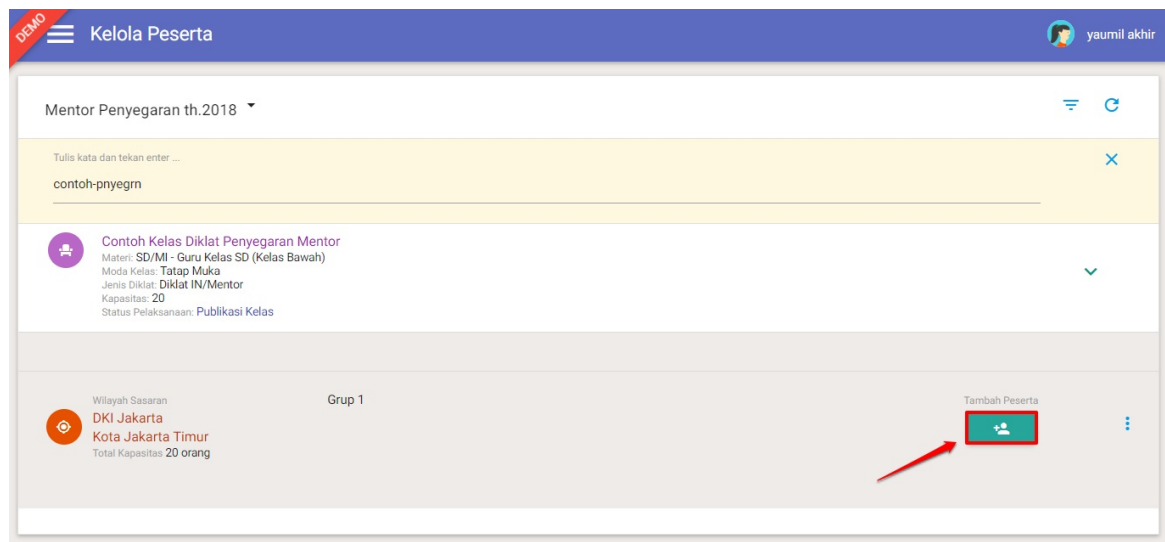 DEMO
Kelola Peserta
yaumil akhir
Mentor Penyegaran th.2018
Tulis kata dan tekan enter ...
contoh-pnyegrn
Contoh Kelas Diklat Penyegaran Mentor
Materi: SD/MI - Guru Kelas SD (Kelas Bawah)
Moda Kelas: Tatap Muka
Jenis Diklat: Diklat IN/Mentor
Kapasitas: 20
Status Pelaksanaan: Publikasi Kelas
Wilayah Sasaran
DKI Jakarta
Kota Jakarta Timur
Total Kapasitas 20 orang
Grup 1
Tambah Peserta